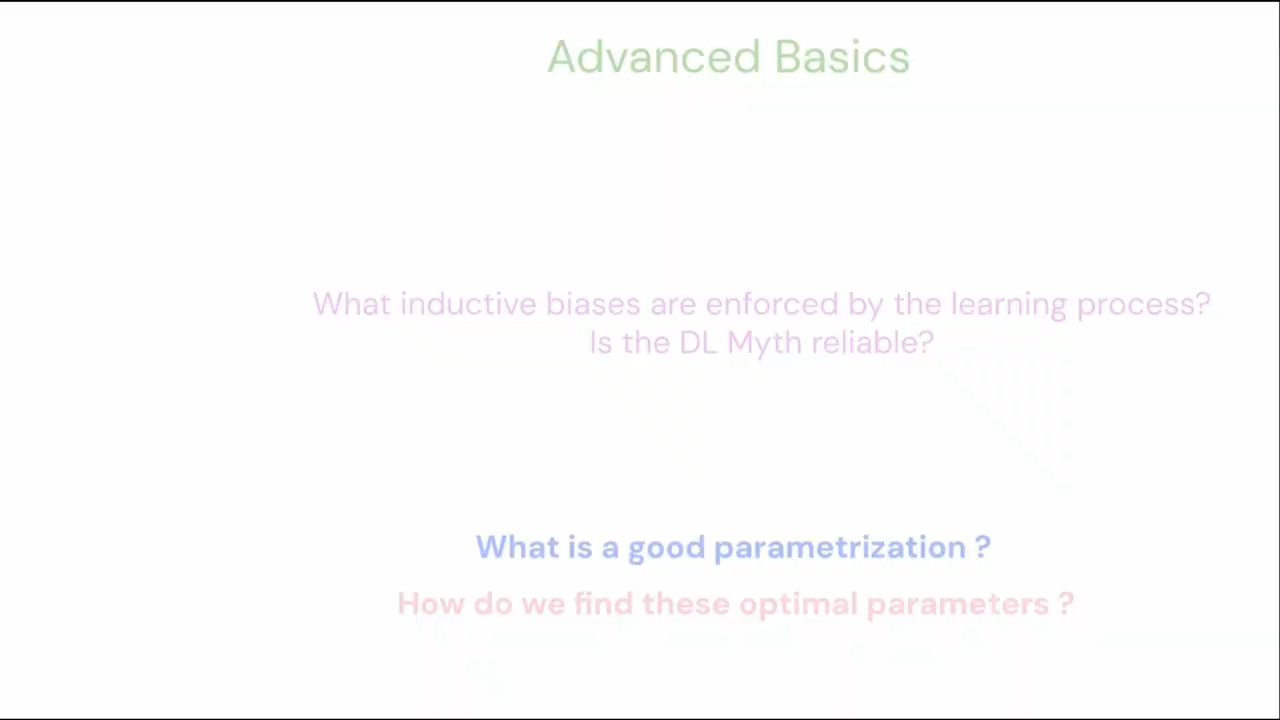 Advanced Basics
What inductive biases are enforced by the learning process?
Is the DL Myth reliable?
What is a good parametrization ?
How do we find these optimal parameters ?